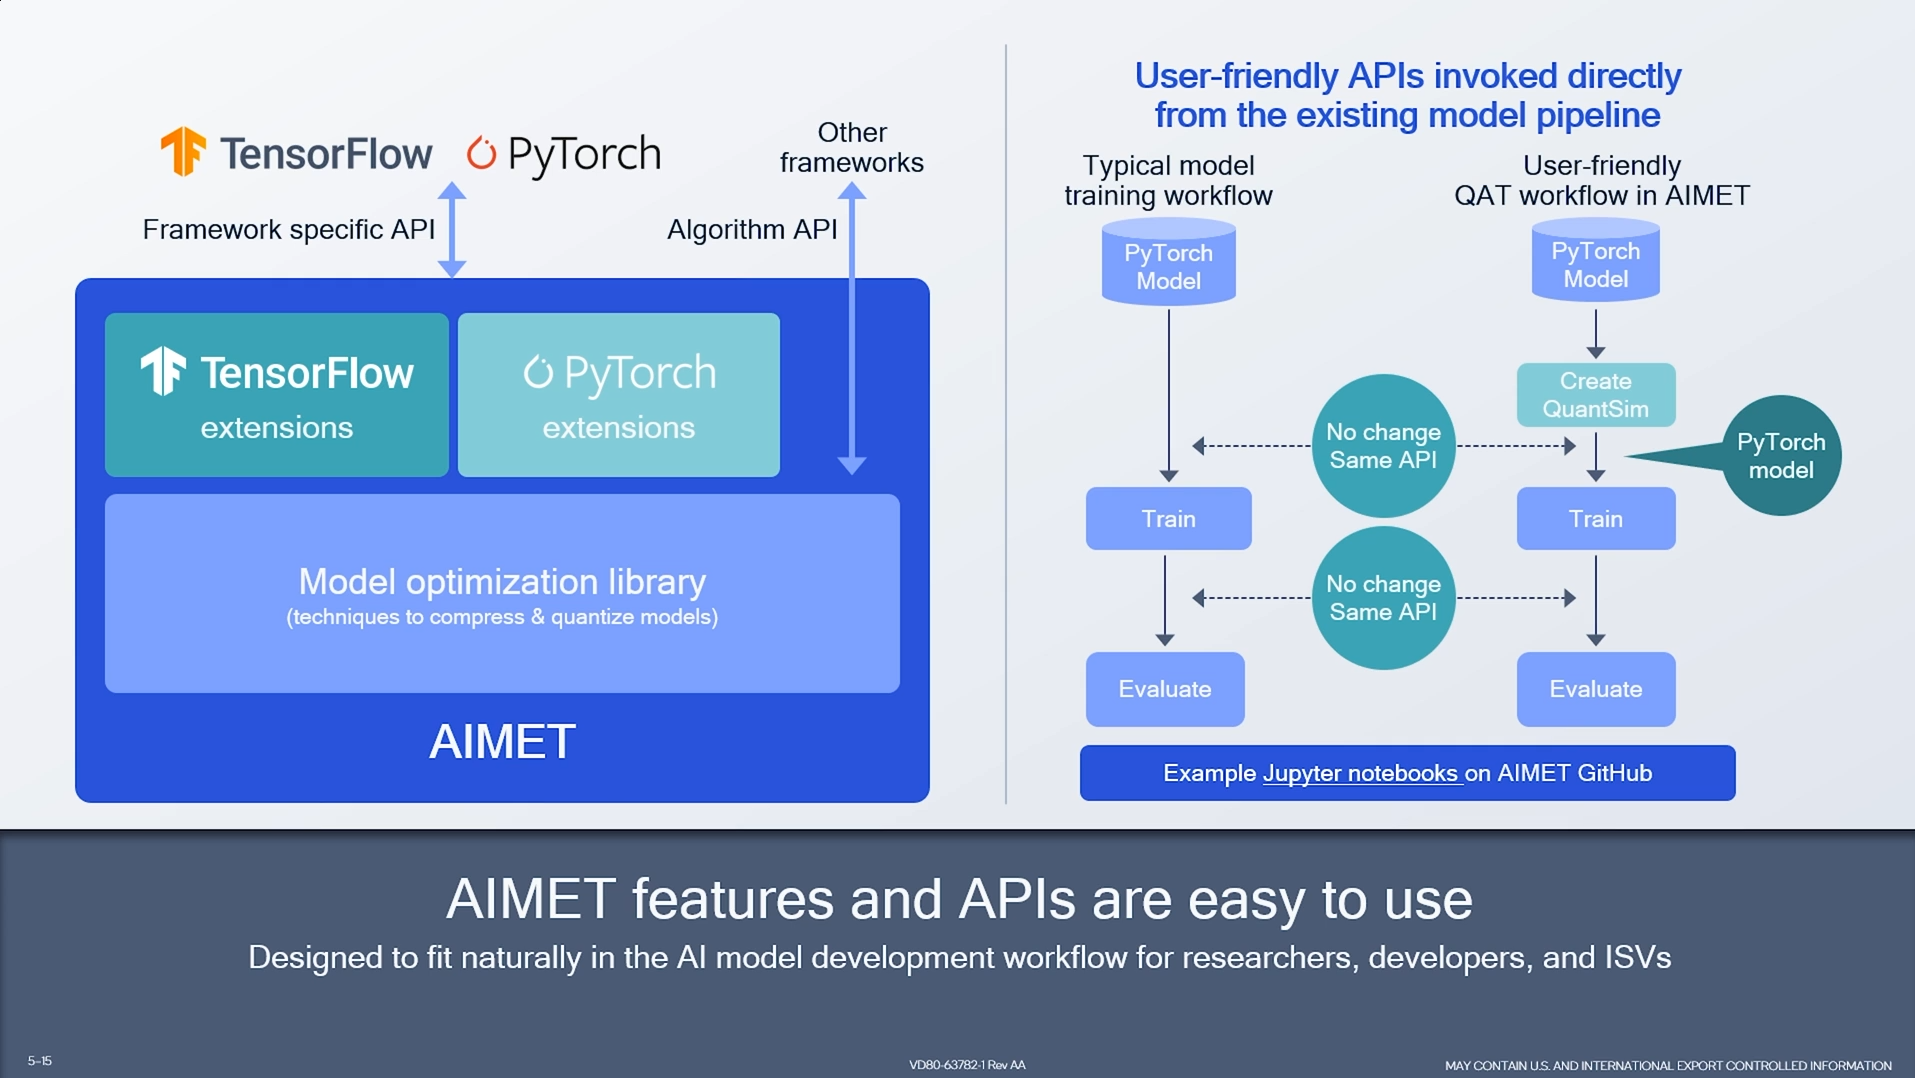 TensorFlow
PyTorch
Other
frameworks
Framework specific API
Algorithm API
TensorFlow
extensions
PyTorch
extensions
Model optimization library
(techniques to compress & quantize models)
AIMET
User-friendly APIs invoked directly
from the existing model pipeline
Typical model
training workflow
User-friendly
QAT workflow in AIMET
PyTorch
Model
PyTorch
Model
Create
QuantSim
No change
Same API
PyTorch
model
Train
Train
No change
Same API
Evaluate
Evaluate
Example Jupyter notebooks on AIMET GitHub
AIMET features and APIs are easy to use
Designed to fit naturally in the AI model development workflow for researchers, developers, and ISVs
5-15
VD80-63782-1 Rev AA
MAY CONTAIN U.S. AND INTERNATIONAL EXPORT CONTROLLED INFORMATION